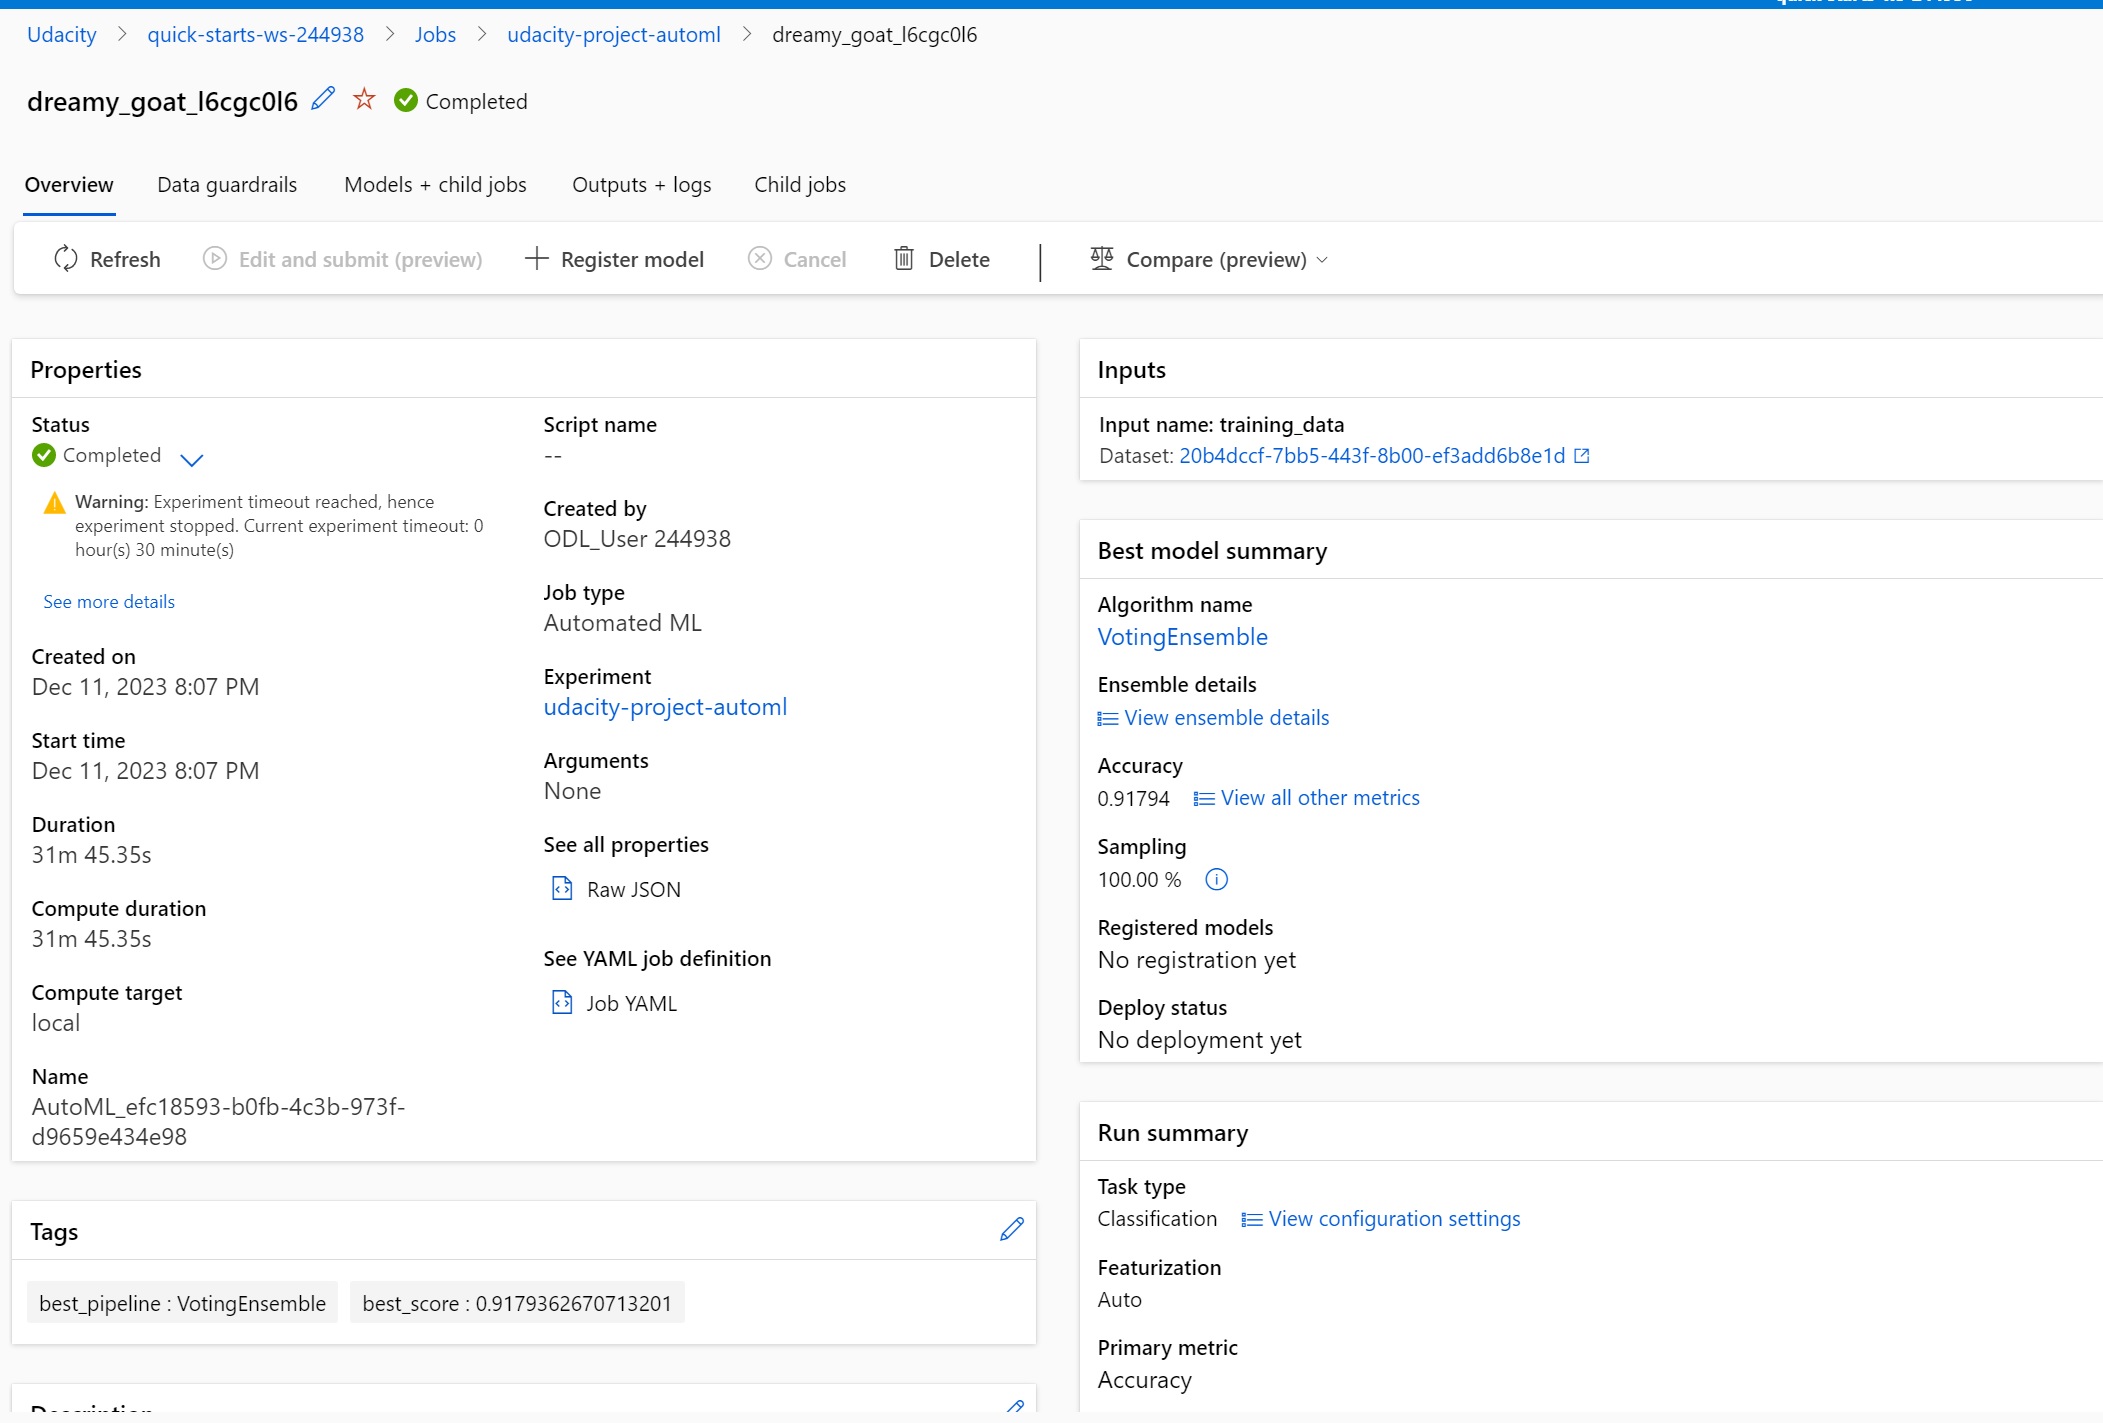 Udacity > quick-starts-ws-244938 > Jobs > udacity-project-automl > dreamy_goat_l6cgc0l6
dreamy_goat_l6cgc0l6 Completed
Overview Data guardrails Models + child jobs Outputs + logs Child jobs
Refresh Edit and submit (preview) Register model Cancel Delete Compare (preview)
Properties
Status
Completed
Warning: Experiment timeout reached, hence
experiment stopped. Current experiment timeout: 0
hour(s) 30 minute(s)
See more details
Created on
Dec 11, 2023 8:07 PM
Start time
Dec 11, 2023 8:07 PM
Duration
31m 45.35s
Compute duration
31m 45.35s
Compute target
local
Name
AutoML_efc18593-b0fb-4c3b-973f-
d9659e434e98
Script name
--
Created by
ODL_User 244938
Job type
Automated ML
Experiment
udacity-project-automl
Arguments
None
See all properties
Raw JSON
See YAML job definition
Job YAML
Tags
best_pipeline : VotingEnsemble best_score : 0.9179362670713201
Description
Inputs
Input name: training_data
Dataset: 20b4dccf-7bb5-443f-8b00-ef3add6b8e1d
Best model summary
Algorithm name
VotingEnsemble
Ensemble details
View ensemble details
Accuracy
0.91794 View all other metrics
Sampling
100.00 %
Registered models
No registration yet
Deploy status
No deployment yet
Run summary
Task type
Classification View configuration settings
Featurization
Auto
Primary metric
Accuracy